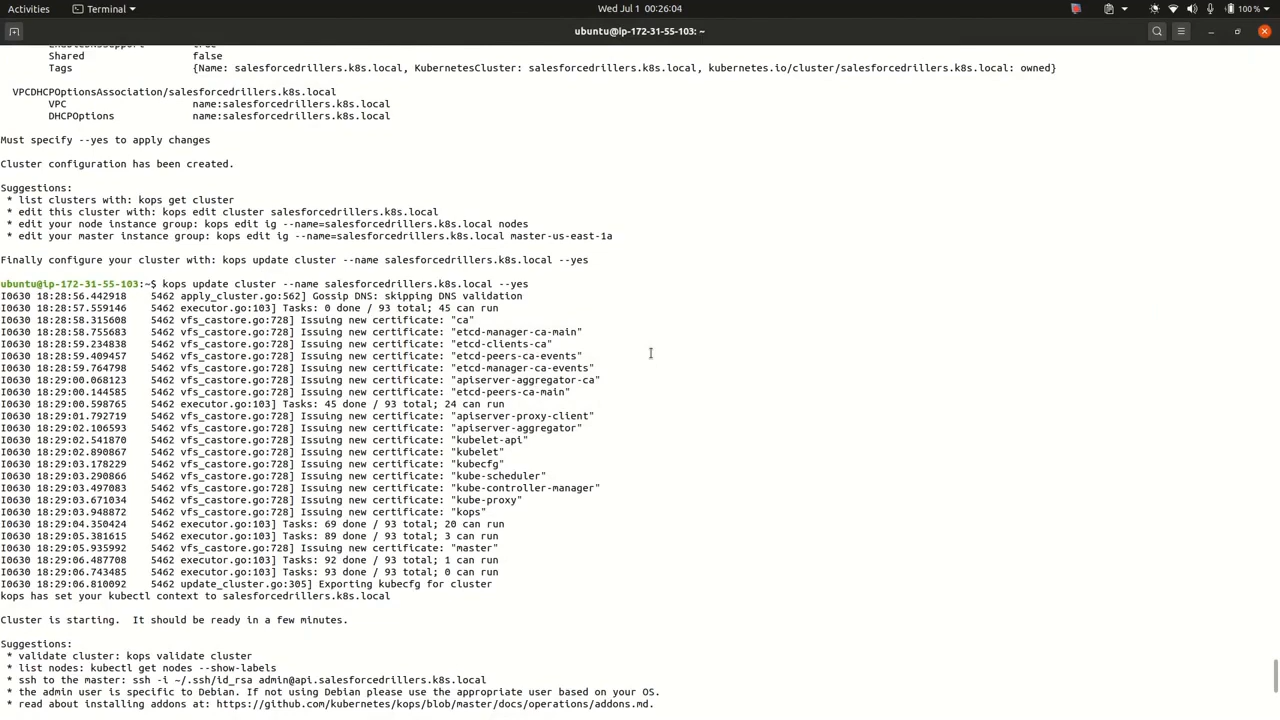 Activities Terminal Wed Jul 1 00:26:04 100 %
ubuntu@ip-172-31-55-103: ~
Shared false
Tags {Name: salesforcedrillers.k8s.local, KubernetesCluster: salesforcedrillers.k8s.local, kubernetes.io/cluster/salesforcedrillers.k8s.local: owned}
VPCDHCPOptionsAssociation/salesforcedrillers.k8s.local
VPC name:salesforcedrillers.k8s.local
DHCPOptions name:salesforcedrillers.k8s.local
Must specify --yes to apply changes
Cluster configuration has been created.
Suggestions:
* list clusters with: kops get cluster
* edit this cluster with: kops edit cluster salesforcedrillers.k8s.local
* edit your node instance group: kops edit ig --name=salesforcedrillers.k8s.local nodes
* edit your master instance group: kops edit ig --name=salesforcedrillers.k8s.local master-us-east-1a
Finally configure your cluster with: kops update cluster --name salesforcedrillers.k8s.local --yes
ubuntu@ip-172-31-55-103:~$ kops update cluster --name salesforcedrillers.k8s.local --yes
I0630 18:28:56.442918 5462 apply_cluster.go:562] Gossip DNS: skipping DNS validation
I0630 18:28:57.559146 5462 executor.go:103] Tasks: 0 done / 93 total; 45 can run
I0630 18:28:58.315608 5462 vfs_castore.go:728] Issuing new certificate: "ca"
I0630 18:28:58.755683 5462 vfs_castore.go:728] Issuing new certificate: "etcd-manager-ca-main"
I0630 18:28:59.234838 5462 vfs_castore.go:728] Issuing new certificate: "etcd-clients-ca"
I0630 18:28:59.409457 5462 vfs_castore.go:728] Issuing new certificate: "etcd-peers-ca-events"
I0630 18:28:59.764798 5462 vfs_castore.go:728] Issuing new certificate: "etcd-manager-ca-events"
I0630 18:29:00.068123 5462 vfs_castore.go:728] Issuing new certificate: "apiserver-aggregator-ca"
I0630 18:29:00.144585 5462 vfs_castore.go:728] Issuing new certificate: "etcd-peers-ca-main"
I0630 18:29:00.598765 5462 executor.go:103] Tasks: 45 done / 93 total; 24 can run
I0630 18:29:01.792719 5462 vfs_castore.go:728] Issuing new certificate: "apiserver-proxy-client"
I0630 18:29:02.106593 5462 vfs_castore.go:728] Issuing new certificate: "apiserver-aggregator"
I0630 18:29:02.541870 5462 vfs_castore.go:728] Issuing new certificate: "kubelet-api"
I0630 18:29:02.890867 5462 vfs_castore.go:728] Issuing new certificate: "kubelet"
I0630 18:29:03.178229 5462 vfs_castore.go:728] Issuing new certificate: "kubecfg"
I0630 18:29:03.290866 5462 vfs_castore.go:728] Issuing new certificate: "kube-scheduler"
I0630 18:29:03.497083 5462 vfs_castore.go:728] Issuing new certificate: "kube-controller-manager"
I0630 18:29:03.671034 5462 vfs_castore.go:728] Issuing new certificate: "kube-proxy"
I0630 18:29:03.948872 5462 vfs_castore.go:728] Issuing new certificate: "kops"
I0630 18:29:04.350424 5462 executor.go:103] Tasks: 69 done / 93 total; 20 can run
I0630 18:29:05.381615 5462 executor.go:103] Tasks: 89 done / 93 total; 3 can run
I0630 18:29:05.935992 5462 vfs_castore.go:728] Issuing new certificate: "master"
I0630 18:29:06.487708 5462 executor.go:103] Tasks: 92 done / 93 total; 1 can run
I0630 18:29:06.743485 5462 executor.go:103] Tasks: 93 done / 93 total; 0 can run
I0630 18:29:06.810092 5462 update_cluster.go:305] Exporting kubecfg for cluster
kops has set your kubectl context to salesforcedrillers.k8s.local
Cluster is starting. It should be ready in a few minutes.
Suggestions:
* validate cluster: kops validate cluster
* list nodes: kubectl get nodes --show-labels
* ssh to the master: ssh -i ~/.ssh/id_rsa admin@api.salesforcedrillers.k8s.local
* the admin user is specific to Debian. If not using Debian please use the appropriate user based on your OS.
* read about installing addons at: https://github.com/kubernetes/kops/blob/master/docs/operations/addons.md.